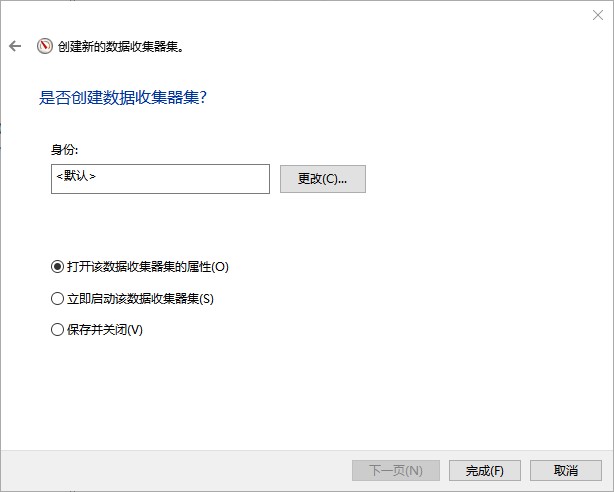 创建新的数据收集器集。
是否创建数据收集器集?
身份:
<默认>
更改(C)...
打开该数据收集器集的属性(O)
立即启动该数据收集器集(S)
保存并关闭(V)
下一页(N)
完成(F)
取消